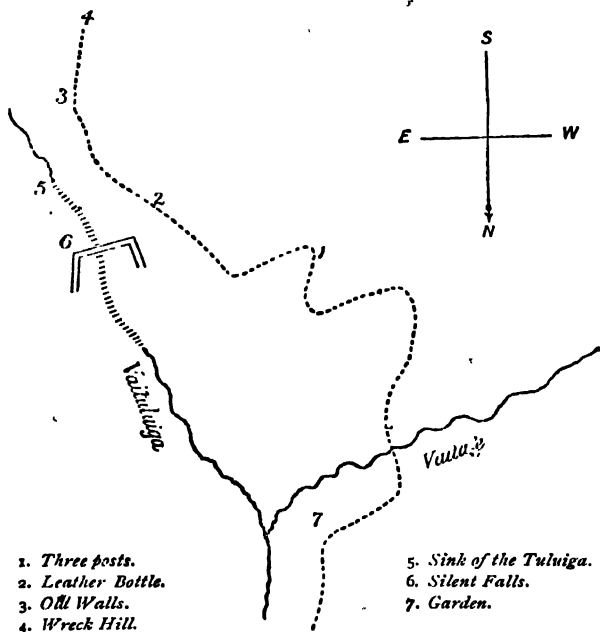 4
S
3
E W
N
5
2
6
1
Vaituluiga
7
1. Three posts.
2. Leather Bottle.
3. Old Walls.
4. Wreck Hill.
5. Sink of the Tuluiga.
6. Silent Falls.
7. Garden.